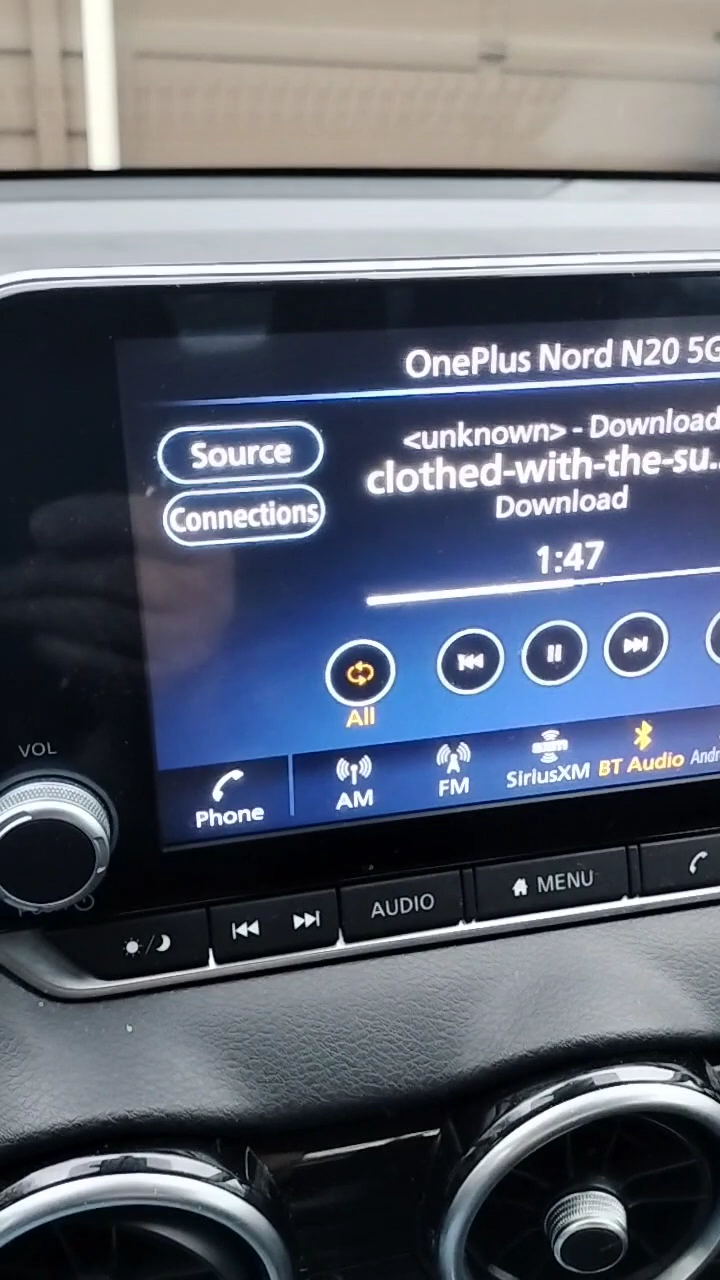 OnePlus Nord N20 5G
Source
<unknown> - Download
clothed-with-the-su...
Connections
Download
1:47
All
VOL
Phone
AM
FM
SiriusXM
BT Audio
Andr
AUDIO
MENU